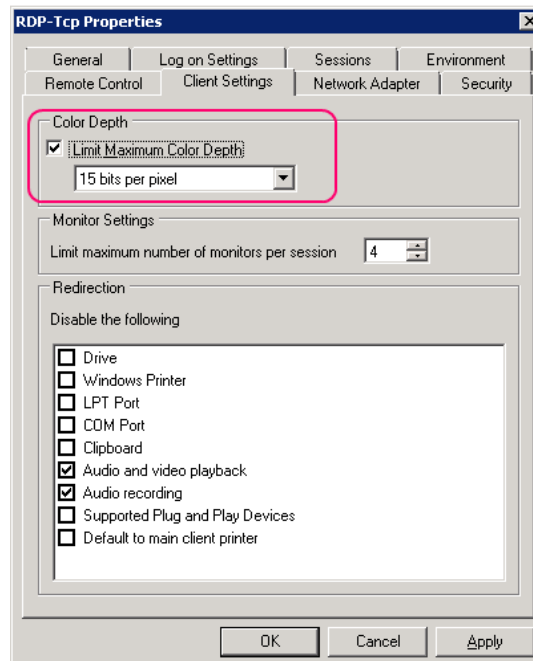 RDP-Tcp Properties
General Log on Settings Sessions Environment
Remote Control Client Settings Network Adapter Security
Color Depth
Limit Maximum Color Depth
15 bits per pixel
Monitor Settings
Limit maximum number of monitors per session 4
Redirection
Disable the following
Drive
Windows Printer
LPT Port
COM Port
Clipboard
Audio and video playback
Audio recording
Supported Plug and Play Devices
Default to main client printer
OK Cancel Apply